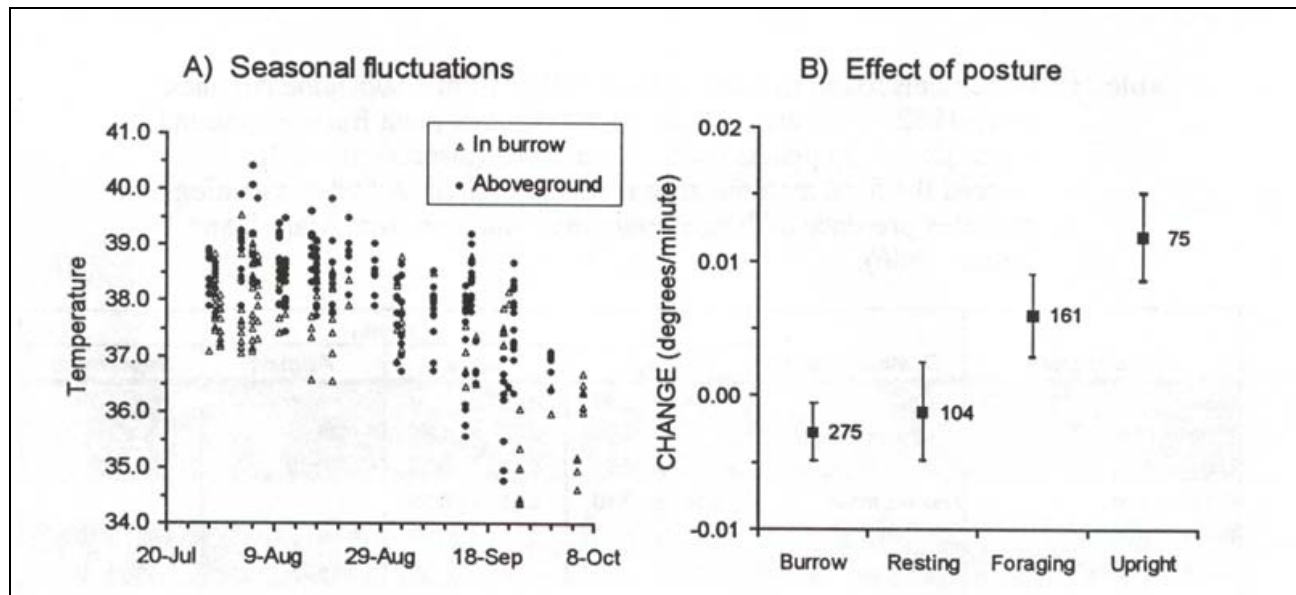 A) Seasonal fluctuations
41.0
40.0
39.0
38.0
37.0
36.0
35.0
34.0
Temperature
In burrow
Aboveground
20-Jul 9-Aug 29-Aug 18-Sep 8-Oct
B) Effect of posture
0.02
0.01
0.00
-0.01
CHANGE (degrees/minute)
275
104
161
75
Burrow Resting Foraging Upright